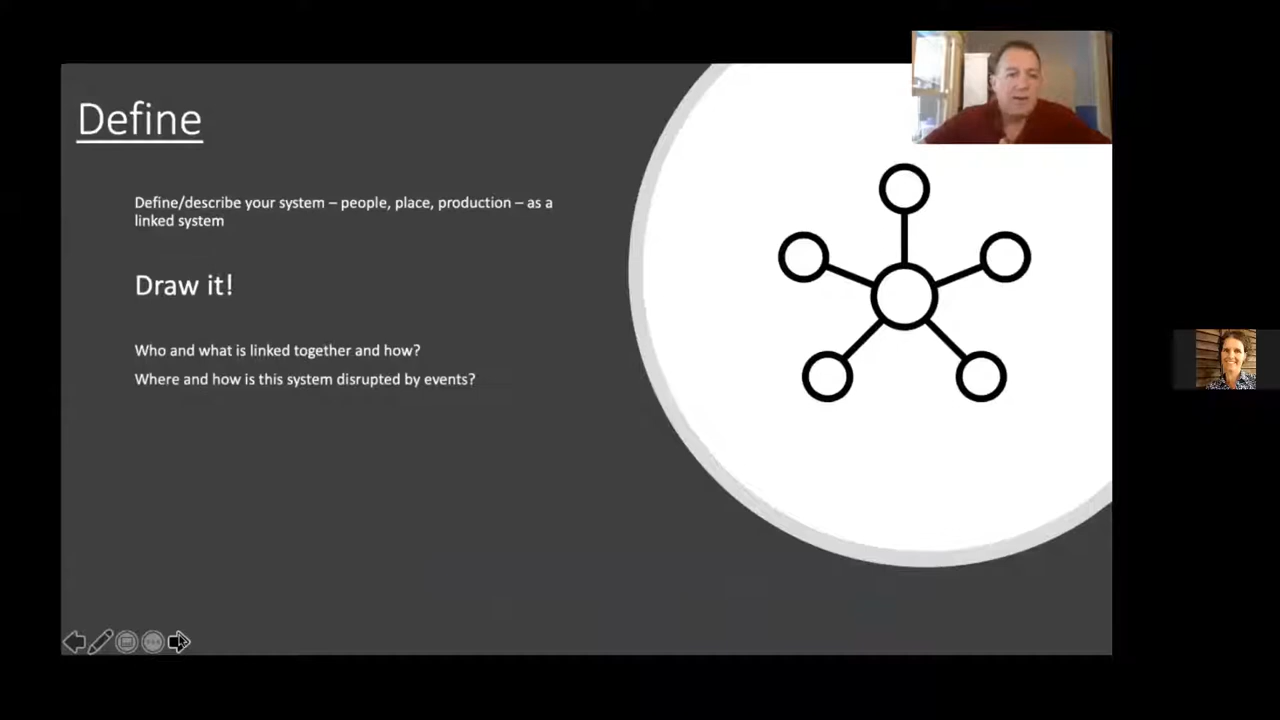 Define
Define/describe your system – people, place, production – as a
linked system
Draw it!
Who and what is linked together and how?
Where and how is this system disrupted by events?